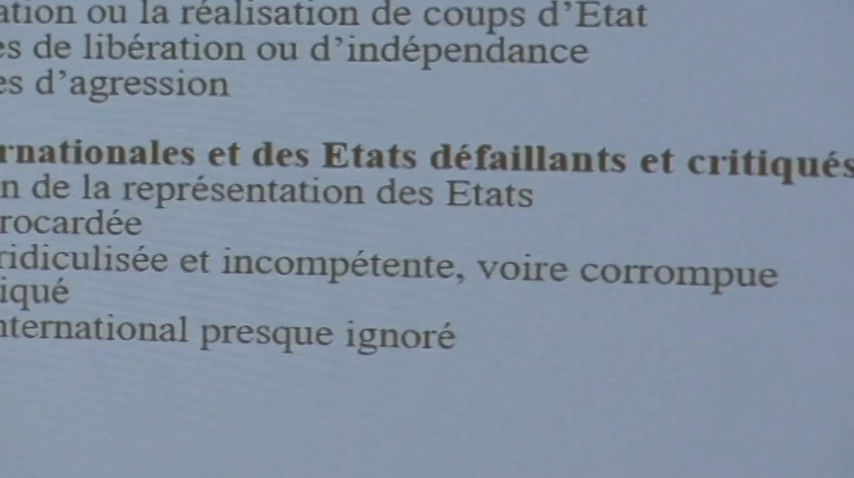 ation ou la réalisation de coups d’Etat
es de libération ou d’indépendance
es d’agression
rnationales et des Etats défaillants et critiqués
n de la représentation des Etats
rocardée
ridiculisée et incompétente, voire corrompue
iqué
nternational presque ignoré